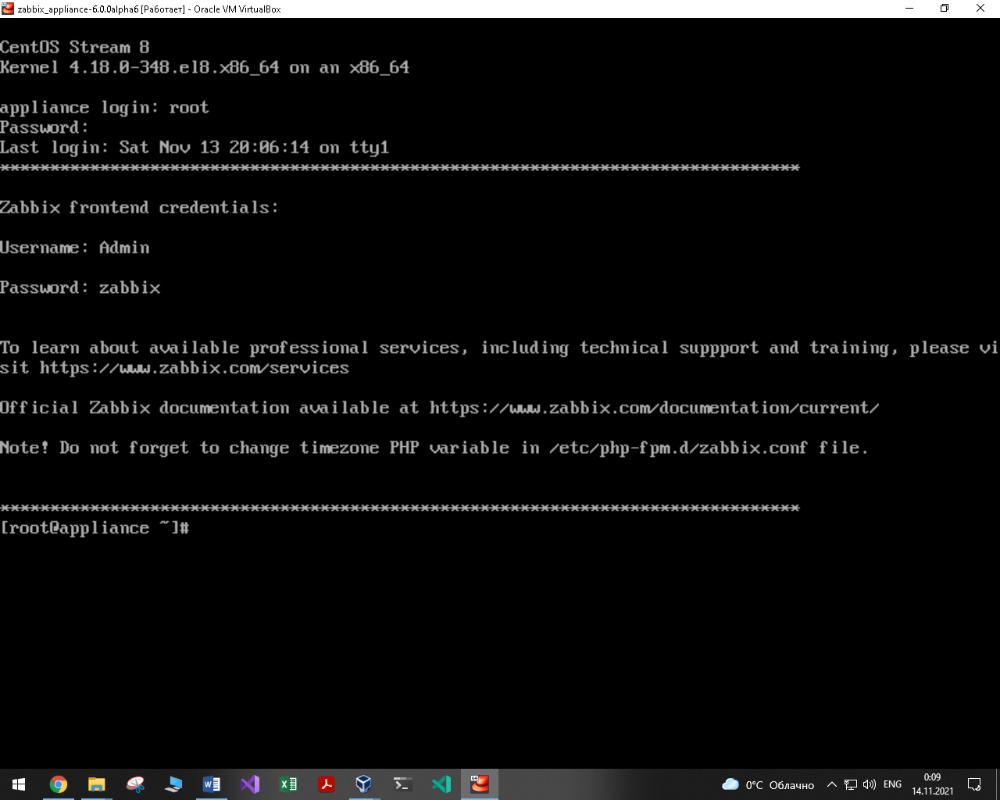 zabbix_appliance-6.0.0alpha6 [Работает] - Oracle VM VirtualBox
CentOS Stream 8
Kernel 4.18.0-348.el8.x86_64 on an x86_64
appliance login: root
Password:
Last login: Sat Nov 13 20:06:14 on tty1
********************************************************************************
Zabbix frontend credentials:
Username: Admin
Password: zabbix
To learn about available professional services, including technical suppport and training, please vi
sit https://www.zabbix.com/services
Official Zabbix documentation available at https://www.zabbix.com/documentation/current/
Note! Do not forget to change timezone PHP variable in /etc/php-fpm.d/zabbix.conf file.
********************************************************************************
[root@appliance ~]#
0°C Облачно ENG 0:09
14.11.2021